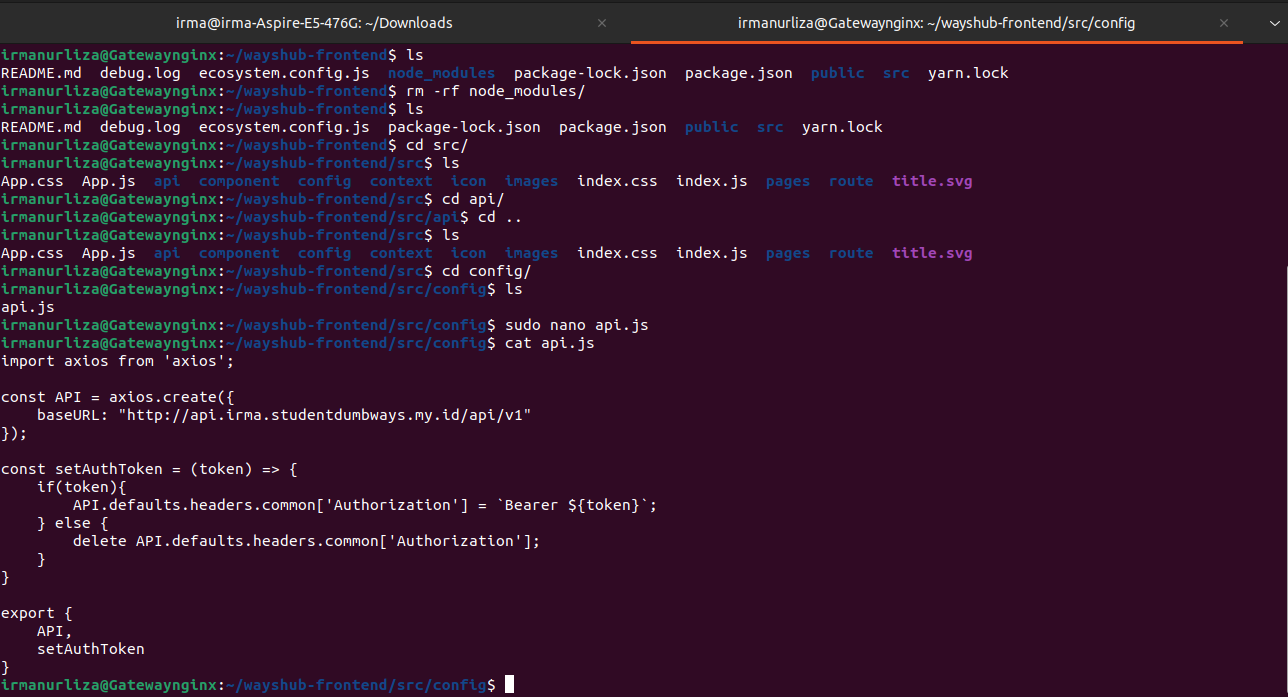 irma@irma-Aspire-E5-476G: ~/Downloads
irmanurliza@Gatewaynginx: ~/wayshub-frontend/src/config
irmanurliza@Gatewaynginx:~/wayshub-frontend$ ls
README.md  debug.log  ecosystem.config.js  node_modules  package-lock.json  package.json  public  src  yarn.lock
irmanurliza@Gatewaynginx:~/wayshub-frontend$ rm -rf node_modules/
irmanurliza@Gatewaynginx:~/wayshub-frontend$ ls
README.md  debug.log  ecosystem.config.js  package-lock.json  package.json  public  src  yarn.lock
irmanurliza@Gatewaynginx:~/wayshub-frontend$ cd src/
irmanurliza@Gatewaynginx:~/wayshub-frontend/src$ ls
App.css  App.js  api  component  config  context  icon  images  index.css  index.js  pages  route  title.svg
irmanurliza@Gatewaynginx:~/wayshub-frontend/src$ cd api/
irmanurliza@Gatewaynginx:~/wayshub-frontend/src/api$ cd ..
irmanurliza@Gatewaynginx:~/wayshub-frontend/src$ ls
App.css  App.js  api  component  config  context  icon  images  index.css  index.js  pages  route  title.svg
irmanurliza@Gatewaynginx:~/wayshub-frontend/src$ cd config/
irmanurliza@Gatewaynginx:~/wayshub-frontend/src/config$ ls
api.js
irmanurliza@Gatewaynginx:~/wayshub-frontend/src/config$ sudo nano api.js
irmanurliza@Gatewaynginx:~/wayshub-frontend/src/config$ cat api.js
import axios from 'axios';

const API = axios.create({
    baseURL: "http://api.irma.studentdumbways.my.id/api/v1"
});

const setAuthToken = (token) => {
    if(token){
        API.defaults.headers.common['Authorization'] = `Bearer ${token}`;
    } else {
        delete API.defaults.headers.common['Authorization'];
    }
}

export {
    API,
    setAuthToken
}
irmanurliza@Gatewaynginx:~/wayshub-frontend/src/config$